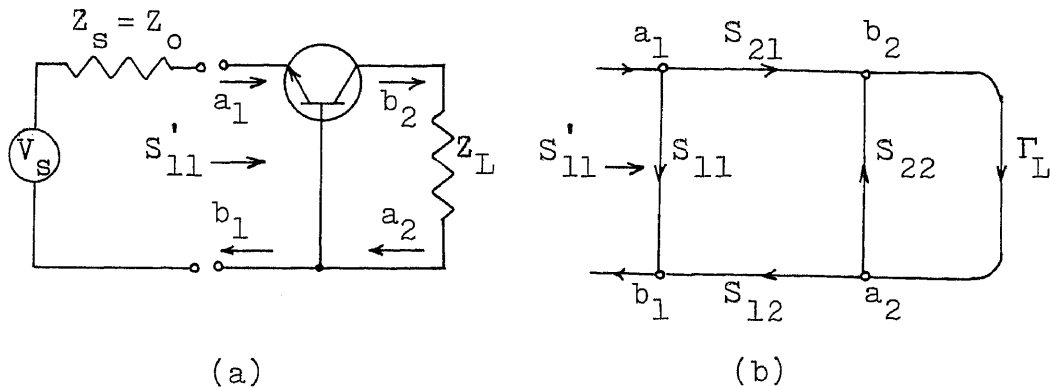 Z_s = Z_o
V_s
a_1
b_2
S'_11
Z_L
b_1
a_2
(a)
a_1
S_21
b_2
S'_11
S_11
S_22
Γ_L
b_1
S_12
a_2
(b)